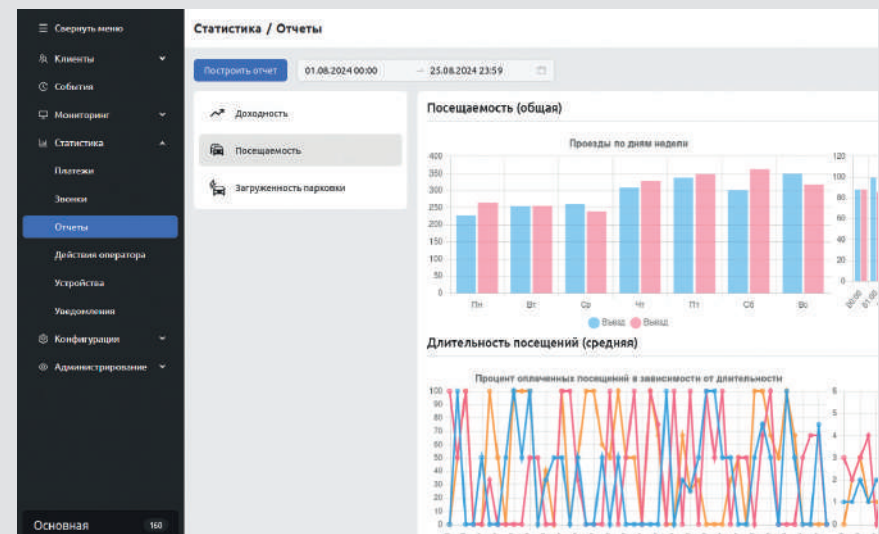 Свернуть меню
Клиенты
События
Мониторинг
Статистика
Платежи
Звонки
Отчеты
Действия оператора
Устройства
Уведомления
Конфигурация
Администрирование
Основная 160
Статистика / Отчеты
Построить отчет 01.08.2024 00:00 → 25.08.2024 23:59
Доходность
Посещаемость
Загруженность парковки
Посещаемость (общая)
Проезды по дням недели
400
350
300
250
200
150
100
50
0
Пн Вт Ср Чт Пт Сб Вс
Въезд Выезд
120
100
80
60
40
20
0
00:00 01:00
Длительность посещений (средняя)
Процент оплаченных посещений в зависимости от длительности
100
90
80
70
60
50
40
30
20
10
0
6
5
4
3
2
1
0